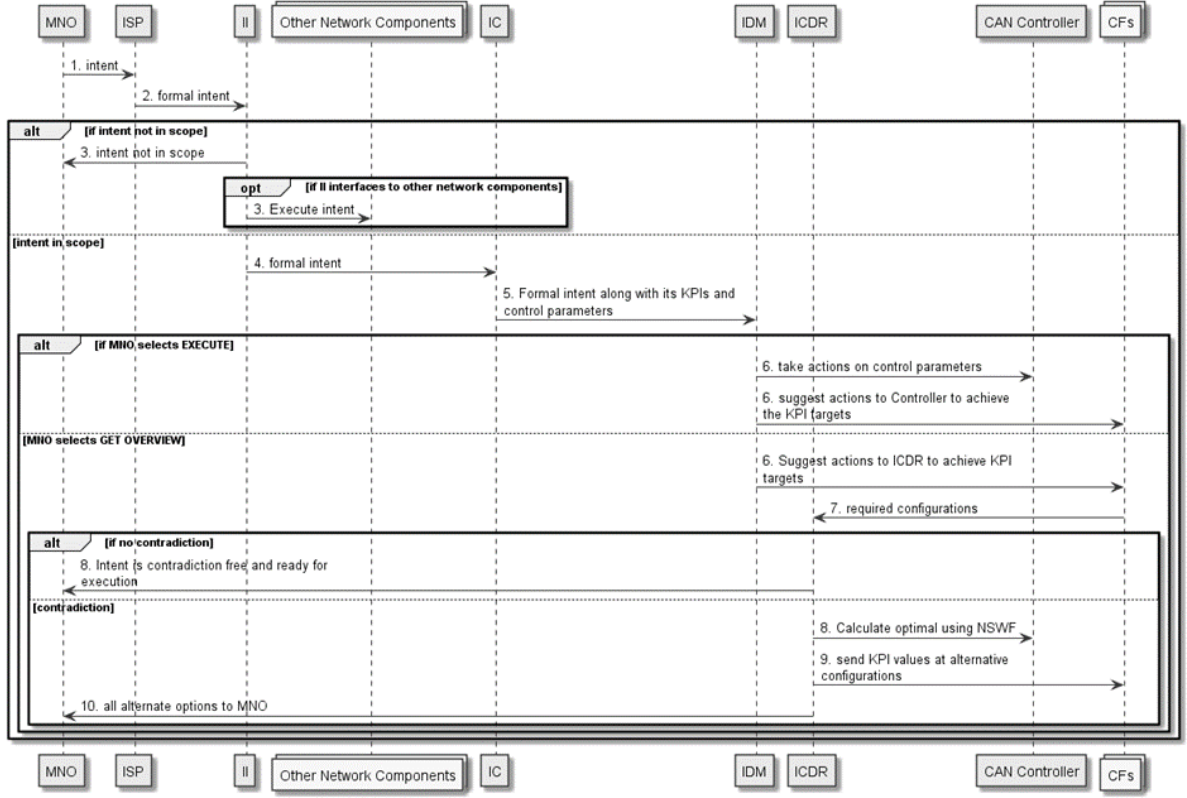 MNO ISP II Other Network Components IC IDM ICDR CAN Controller CFs
1. intent
2. formal intent
alt [if intent not in scope]
3. intent not in scope
opt [if II interfaces to other network components]
3. Execute intent
[intent in scope]
4. formal intent
5. Formal intent along with its KPIs and
control parameters
alt [if MNO selects EXECUTE]
6. take actions on control parameters
6. suggest actions to Controller to achieve
the KPI targets
[MNO selects GET OVERVIEW]
6. Suggest actions to ICDR to achieve KPI
targets
7. required configurations
alt [if no contradiction]
8. Intent is contradiction free and ready for
execution
[contradiction]
8. Calculate optimal using NSWF
9. send KPI values at alternative
configurations
10. all alternate options to MNO
MNO ISP II Other Network Components IC IDM ICDR CAN Controller CFs